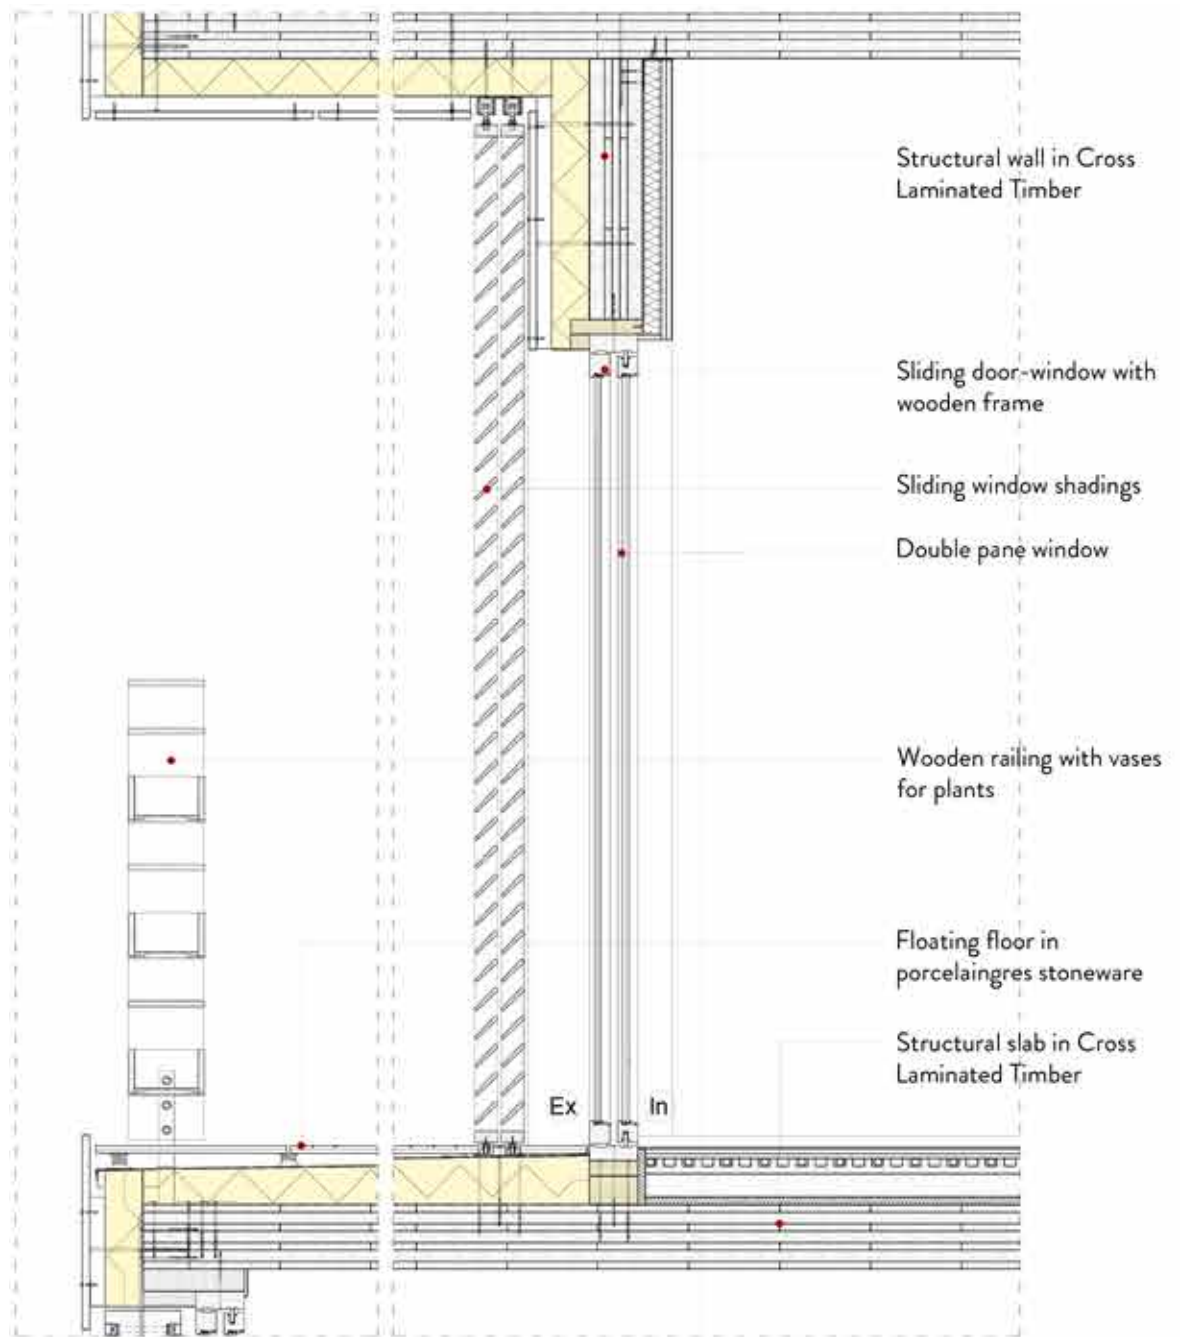 Structural wall in Cross
Laminated Timber
Sliding door-window with
wooden frame
Sliding window shadings
Double pane window
Wooden railing with vases
for plants
Floating floor in
porcelaingres stoneware
Structural slab in Cross
Laminated Timber
Ex
In